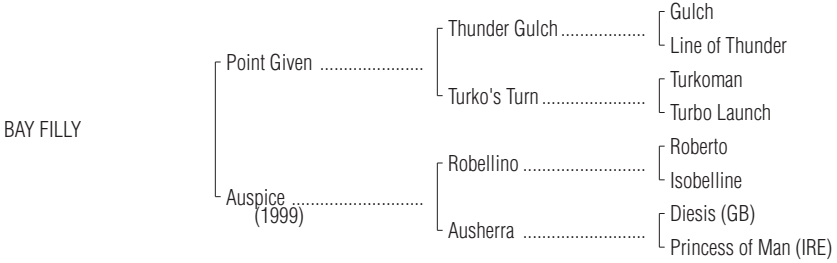 Gulch
Thunder Gulch ..................
Line of Thunder
Point Given ......................
Turkoman
Turko's Turn ......................
Turbo Launch
BAY FILLY
Roberto
Robellino ..........................
Isobelline
Auspice ............................
(1999)
Diesis (GB)
Ausherra ..........................
Princess of Man (IRE)